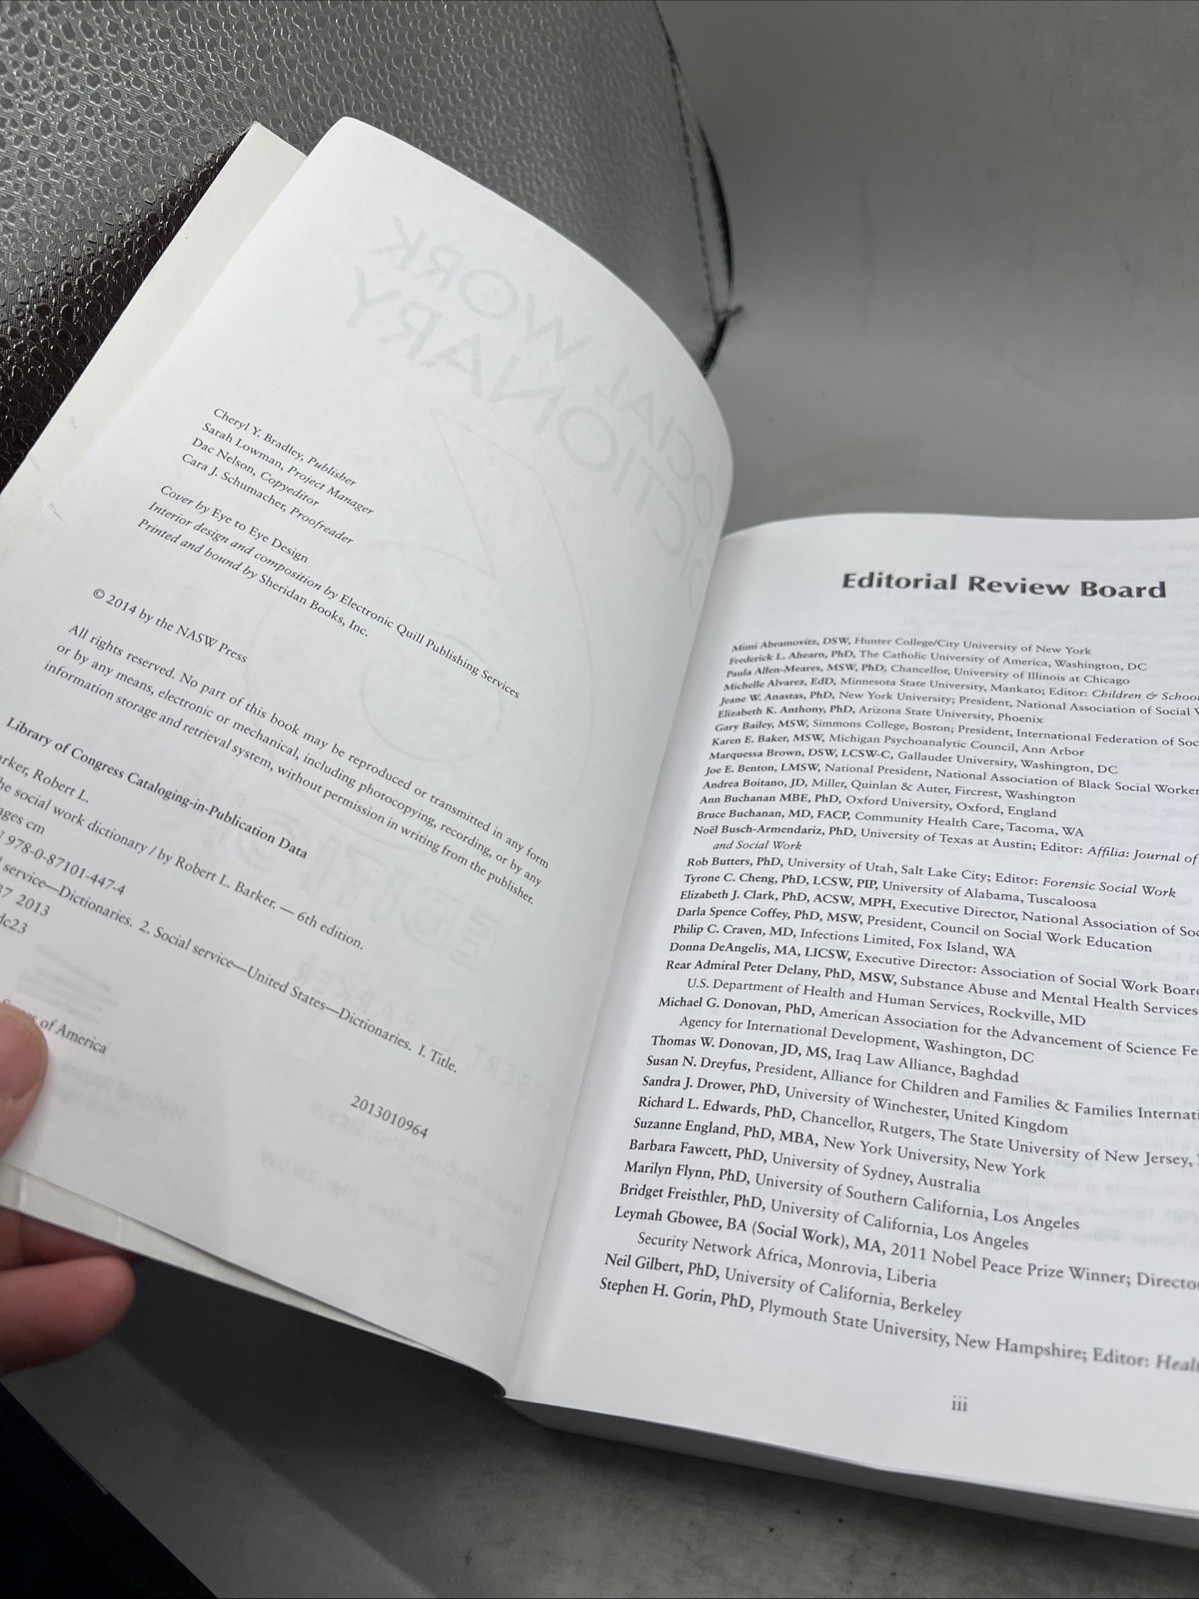 Cheryl Y. Bradley, Publisher
Sarah Lowman, Project Manager
Dac Nelson, Copyeditor
Cara J. Schumacher, Proofreader
Cover by Eye to Eye Design
Interior design and composition by Electronic Quill Publishing Services
Printed and bound by Sheridan Books, Inc.
© 2014 by the NASW Press
All rights reserved. No part of this book may be reproduced or transmitted in any form
or by any means, electronic or mechanical, including photocopying, recording, or by any
information storage and retrieval system, without permission in writing from the publisher.
Library of Congress Cataloging-in-Publication Data
arker, Robert L.
he social work dictionary / by Robert L. Barker. — 6th edition.
ages cm
978-0-87101-447-4
service—Dictionaries. 2. Social service—United States—Dictionaries. I. Title.
37 2013
dc23
2013010964
of America
SOCIAL WORK
DICTIONARY
Editorial Review Board
Mimi Abramovitz, DSW, Hunter College/City University of New York
Frederick L. Ahearn, PhD, The Catholic University of America, Washington, DC
Paula Allen-Meares, MSW, PhD, Chancellor, University of Illinois at Chicago
Michelle Alvarez, EdD, Minnesota State University, Mankato; Editor: Children & School
Jeane W. Anastas, PhD, New York University; President, National Association of Social W
Elizabeth K. Anthony, PhD, Arizona State University, Phoenix
Gary Bailey, MSW, Simmons College, Boston; President, International Federation of Soc
Karen E. Baker, MSW, Michigan Psychoanalytic Council, Ann Arbor
Marquessa Brown, DSW, LCSW-C, Gallaudet University, Washington, DC
Joe E. Benton, LMSW, National President, National Association of Black Social Worker
Andrea Boitano, JD, Miller, Quinlan & Auter, Fircrest, Washington
Ann Buchanan MBE, PhD, Oxford University, Oxford, England
Bruce Buchanan, MD, FACP, Community Health Care, Tacoma, WA
Noël Busch-Armendariz, PhD, University of Texas at Austin; Editor: Affilia: Journal of
and Social Work
Rob Butters, PhD, University of Utah, Salt Lake City; Editor: Forensic Social Work
Tyrone C. Cheng, PhD, LCSW, PIP, University of Alabama, Tuscaloosa
Elizabeth J. Clark, PhD, ACSW, MPH, Executive Director, National Association of Soc
Darla Spence Coffey, PhD, MSW, President, Council on Social Work Education
Philip C. Craven, MD, Infections Limited, Fox Island, WA
Donna DeAngelis, MA, LICSW, Executive Director: Association of Social Work Boar
Rear Admiral Peter Delany, PhD, MSW, Substance Abuse and Mental Health Services
U.S. Department of Health and Human Services, Rockville, MD
Michael G. Donovan, PhD, American Association for the Advancement of Science Fe
Agency for International Development, Washington, DC
Thomas W. Donovan, JD, MS, Iraq Law Alliance, Baghdad
Susan N. Dreyfus, President, Alliance for Children and Families & Families Internati
Sandra J. Drower, PhD, University of Winchester, United Kingdom
Richard L. Edwards, PhD, Chancellor, Rutgers, The State University of New Jersey,
Suzanne England, PhD, MBA, New York University, New York
Barbara Fawcett, PhD, University of Sydney, Australia
Marilyn Flynn, PhD, University of Southern California, Los Angeles
Bridget Freisthler, PhD, University of California, Los Angeles
Leymah Gbowee, BA (Social Work), MA, 2011 Nobel Peace Prize Winner; Directo
Security Network Africa, Monrovia, Liberia
Neil Gilbert, PhD, University of California, Berkeley
Stephen H. Gorin, PhD, Plymouth State University, New Hampshire; Editor: Heal
iii